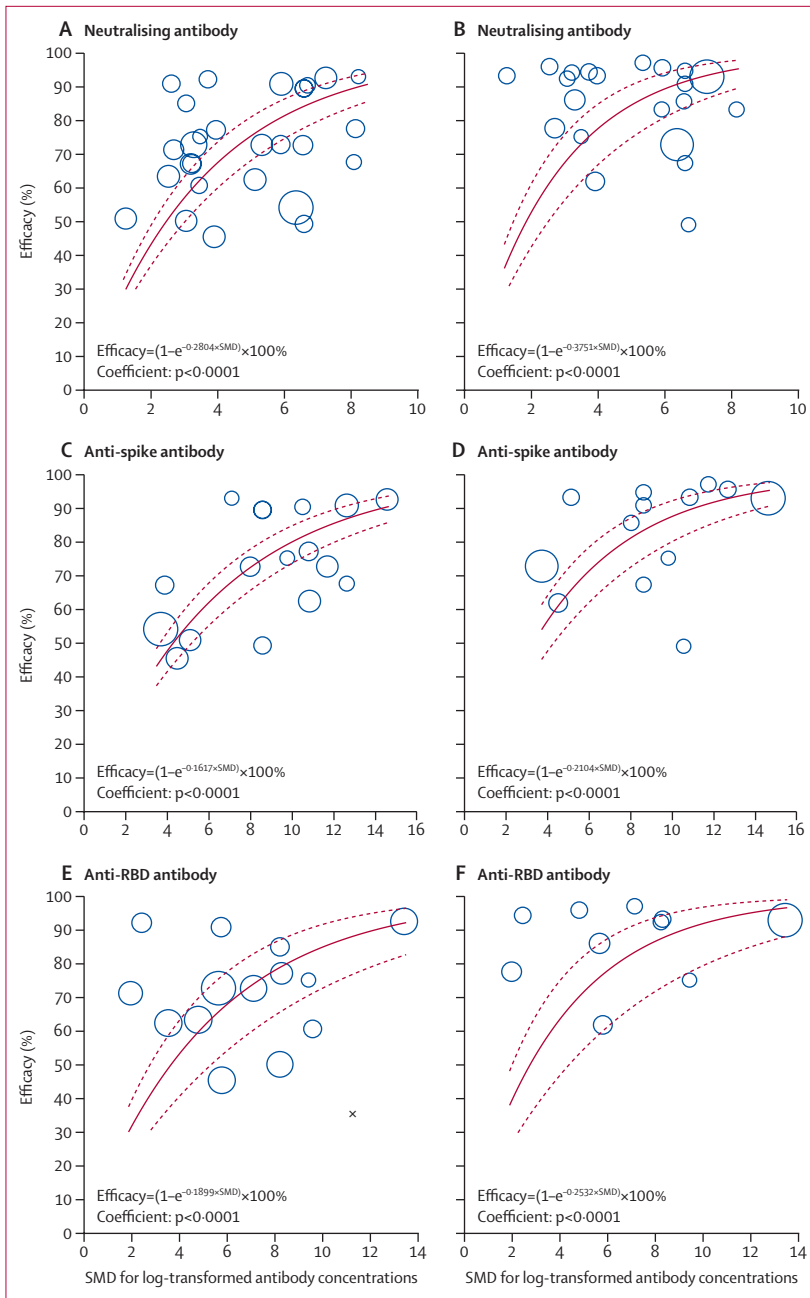 A Neutralising antibody
100
90
80
70
60
50
40
30
20
10
0
Efficacy (%)
Efficacy=(1–e–0·2804×SMD)×100%
Coefficient: p<0·0001
0 2 4 6 8 10
B Neutralising antibody
Efficacy=(1–e–0·3751×SMD)×100%
Coefficient: p<0·0001
0 2 4 6 8 10
C Anti-spike antibody
100
90
80
70
60
50
40
30
20
10
0
Efficacy (%)
Efficacy=(1–e–0·1617×SMD)×100%
Coefficient: p<0·0001
0 2 4 6 8 10 12 14 16
D Anti-spike antibody
Efficacy=(1–e–0·2104×SMD)×100%
Coefficient: p<0·0001
0 2 4 6 8 10 12 14 16
E Anti-RBD antibody
100
90
80
70
60
50
40
30
20
10
0
Efficacy (%)
×
Efficacy=(1–e–0·1899×SMD)×100%
Coefficient: p<0·0001
0 2 4 6 8 10 12 14
SMD for log-transformed antibody concentrations
F Anti-RBD antibody
Efficacy=(1–e–0·2532×SMD)×100%
Coefficient: p<0·0001
0 2 4 6 8 10 12 14
SMD for log-transformed antibody concentrations